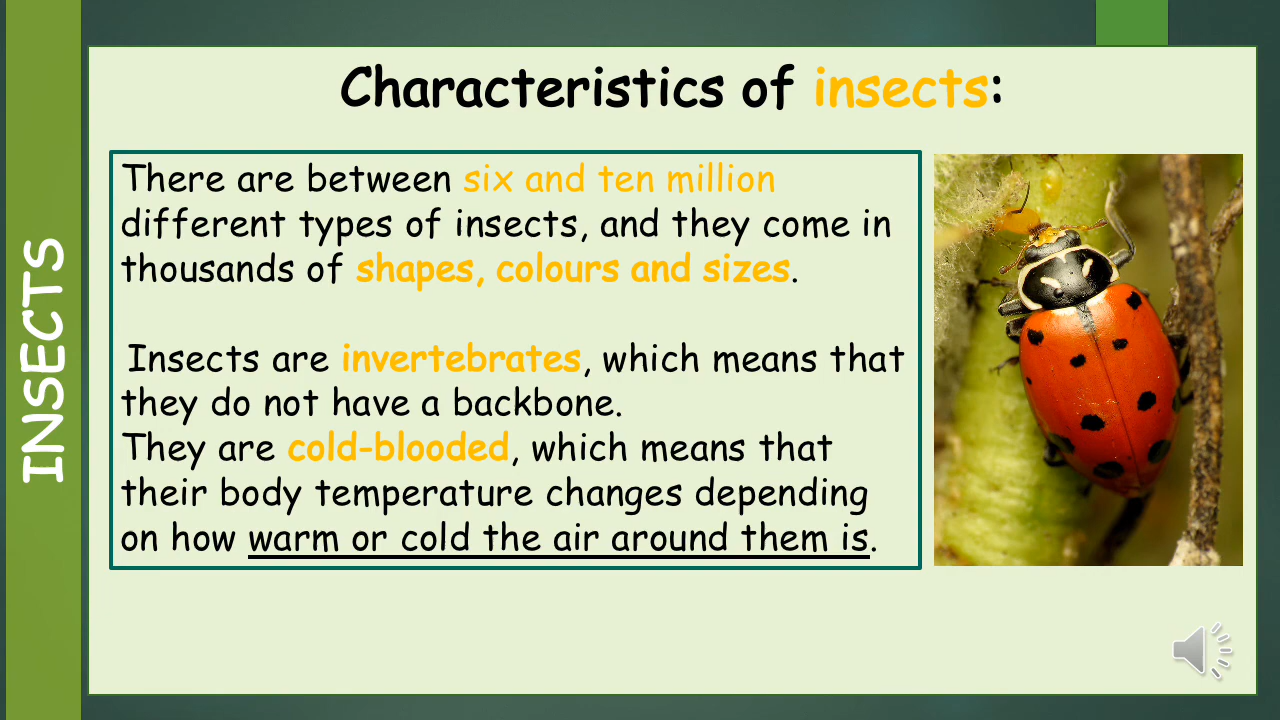 INSECTS
Characteristics of insects:
There are between six and ten million
different types of insects, and they come in
thousands of shapes, colours and sizes.
Insects are invertebrates, which means that
they do not have a backbone.
They are cold-blooded, which means that
their body temperature changes depending
on how warm or cold the air around them is.